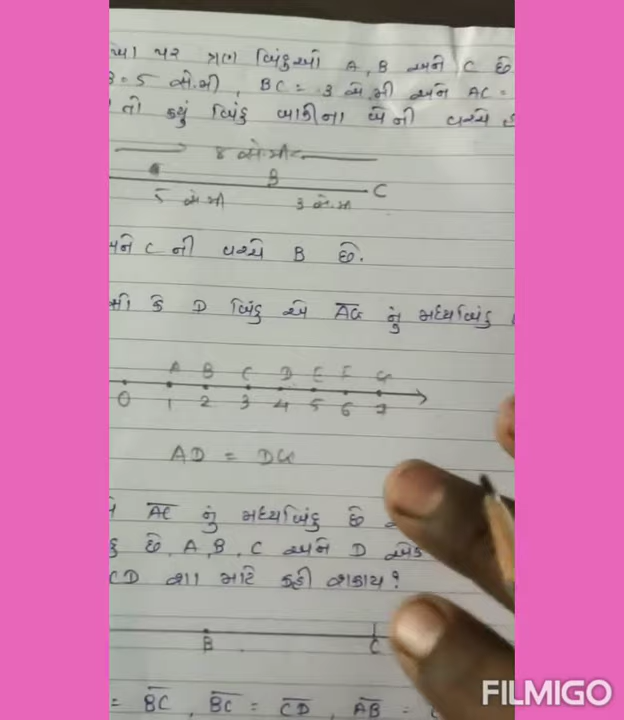 પર ત્રણ બિંદુઓ A, B અને C છે
= 5 સે.મી, BC = 3 સે.મી અને AC =
તો કયું બિંદુ બાકીના બેની વચ્ચે
8 સે.મી
B C
5 સે.મી 3 સે.મી
અને C ની વચ્ચે B છે.
કે D બિંદુ એ AG નું મધ્યબિંદુ
A B C D E F G
0 1 2 3 4 5 6 7
AD = DG
AC નું મધ્યબિંદુ છે
છે, A, B, C અને D
CD શા માટે કહી શકાય?
B C
= BC, BC = CD, AB =
FILMIGO